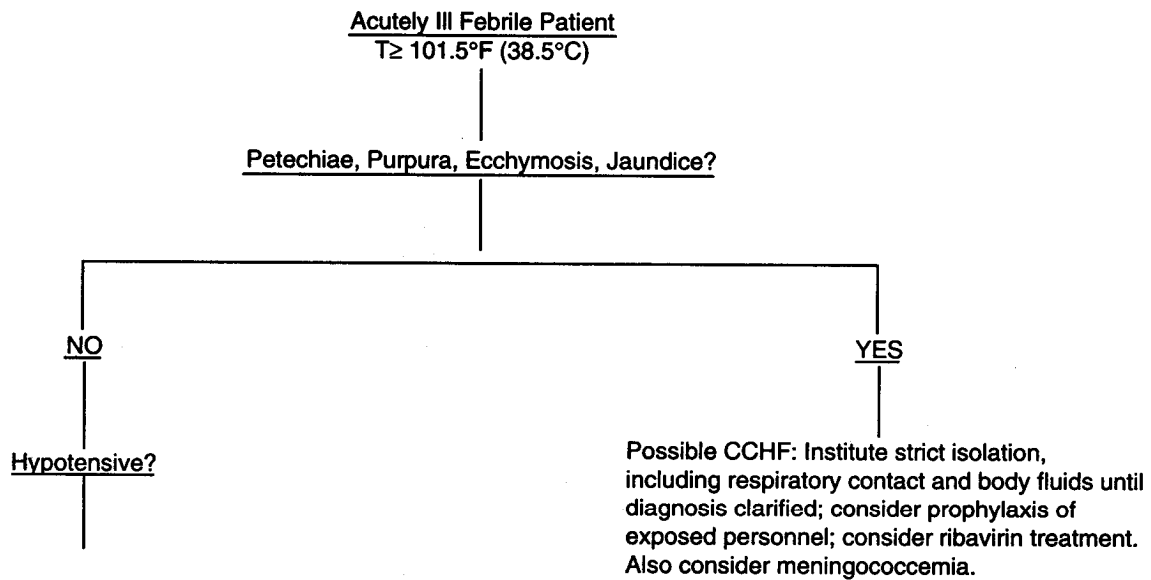 Acutely Ill Febrile Patient
T≥ 101.5°F (38.5°C)
Petechiae, Purpura, Ecchymosis, Jaundice?
NO
YES
Hypotensive?
Possible CCHF: Institute strict isolation,
including respiratory contact and body fluids until
diagnosis clarified; consider prophylaxis of
exposed personnel; consider ribavirin treatment.
Also consider meningococcemia.